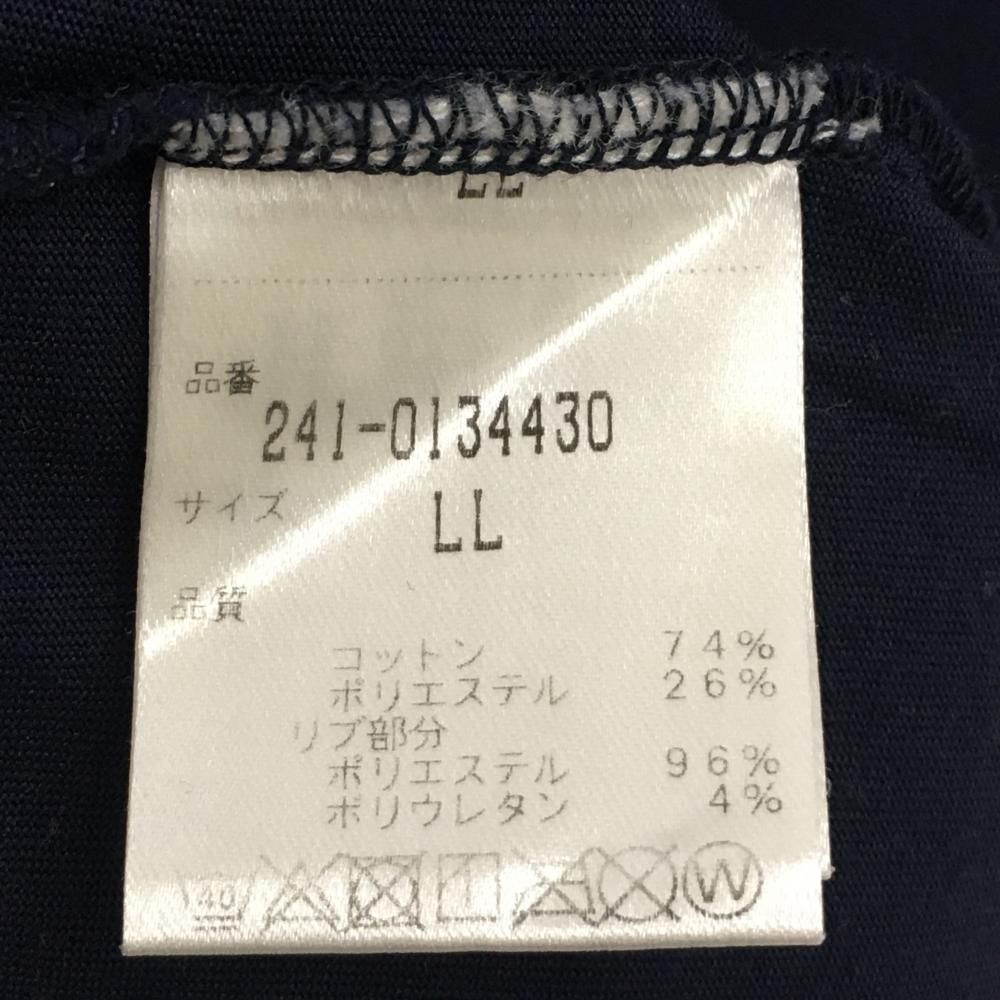 LL
品番
241-0134430
サイズ LL
品質
コットン 74%
ポリエステル 26%
リブ部分
ポリエステル 96%
ポリウレタン 4%
40 W